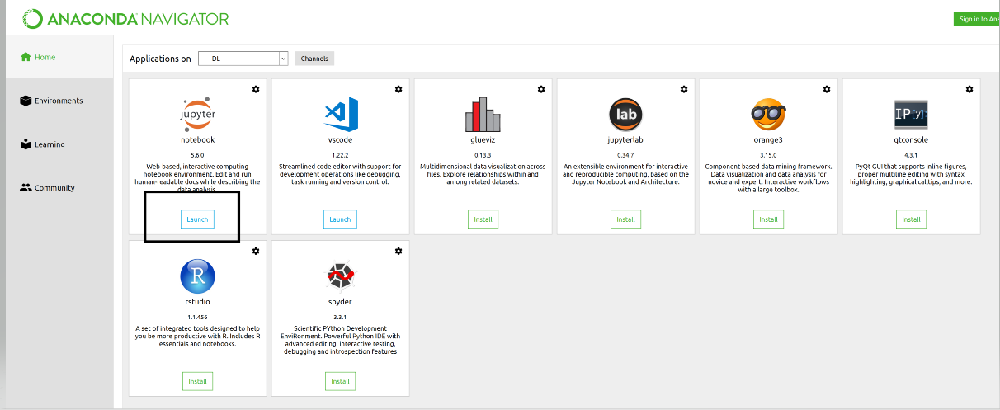 ANACONDA NAVIGATOR
Sign in to Ana
Home
Environments
Learning
Community
Applications on DL Channels
jupyter
notebook
5.6.0
Web-based, interactive computing
notebook environment. Edit and run
human-readable docs while describing the
data analysis.
Launch
vscode
1.22.2
Streamlined code editor with support for
development operations like debugging,
task running and version control.
Launch
glueviz
0.13.3
Multidimensional data visualization across
files. Explore relationships within and
among related datasets.
Install
lab
jupyterlab
0.34.7
An extensible environment for interactive
and reproducible computing, based on the
Jupyter Notebook and Architecture.
Install
orange3
3.15.0
Component based data mining framework.
Data visualization and data analysis for
novice and expert. Interactive workflows
with a large toolbox.
Install
IP[y]:
qtconsole
4.3.1
PyQt GUI that supports inline figures,
proper multiline editing with syntax
highlighting, graphical calltips, and more.
Install
R
rstudio
1.1.456
A set of integrated tools designed to help
you be more productive with R. Includes R
essentials and notebooks.
Install
spyder
3.3.1
Scientific PYthon Development
EnviRonment. Powerful Python IDE with
advanced editing, interactive testing,
debugging and introspection features
Install